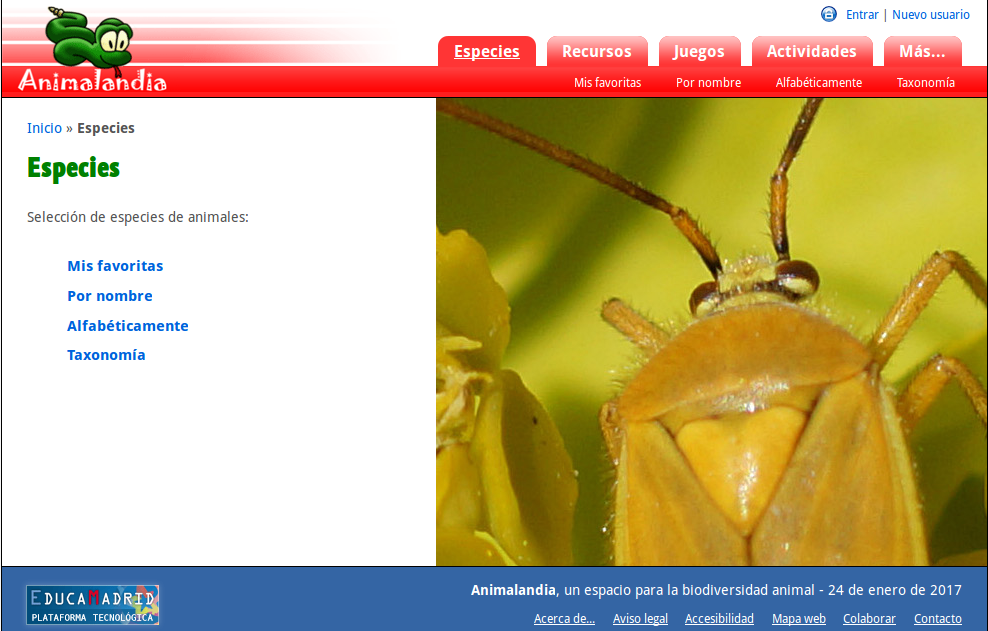 Entrar | Nuevo usuario
Animalandia
Especies Recursos Juegos Actividades Más...
Mis favoritas Por nombre Alfabéticamente Taxonomía
Inicio » Especies
Especies
Selección de especies de animales:
Mis favoritas
Por nombre
Alfabéticamente
Taxonomía
EDUCAMADRID
PLATAFORMA TECNOLÓGICA
Animalandia, un espacio para la biodiversidad animal - 24 de enero de 2017
Acerca de... Aviso legal Accesibilidad Mapa web Colaborar Contacto